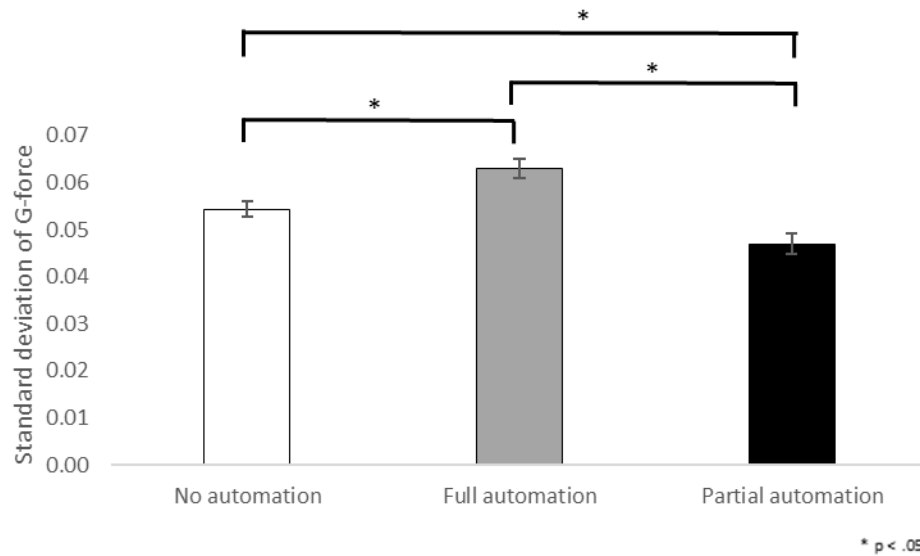 *
*
*
Standard deviation of G-force
0.07
0.06
0.05
0.04
0.03
0.02
0.01
0.00
No automation
Full automation
Partial automation
* p < .05